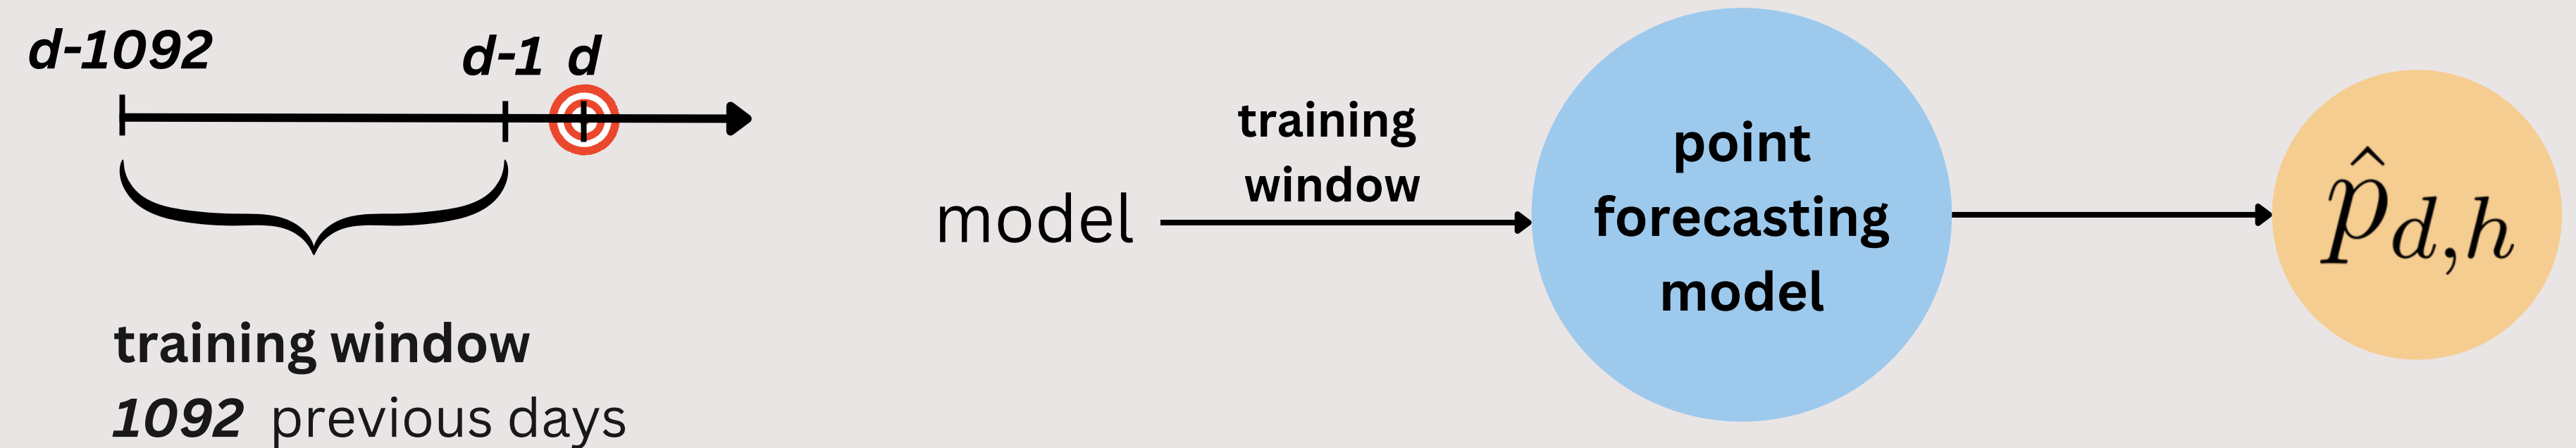 d-1092
d-1 d
training window
1092 previous days
model
training
window
point
forecasting
model
p̂d,h